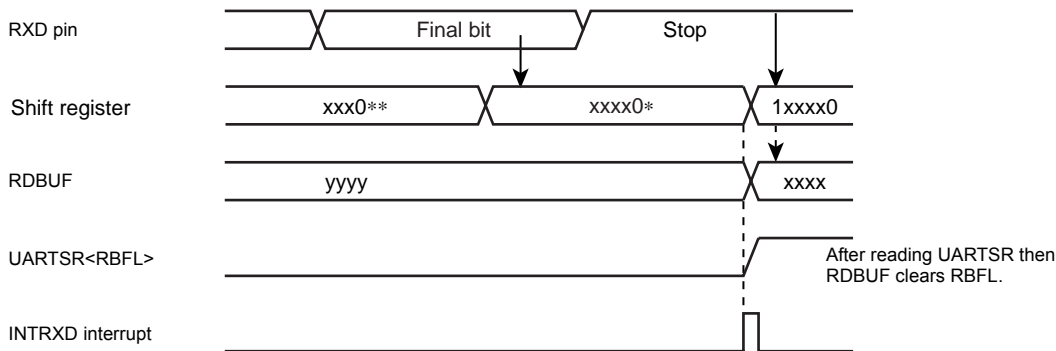 RXD pin
Final bit
Stop
Shift register
xxx0**
xxxx0*
1xxxx0
RDBUF
yyyy
xxxx
UARTSR<RBFL>
After reading UARTSR then
RDBUF clears RBFL.
INTRXD interrupt